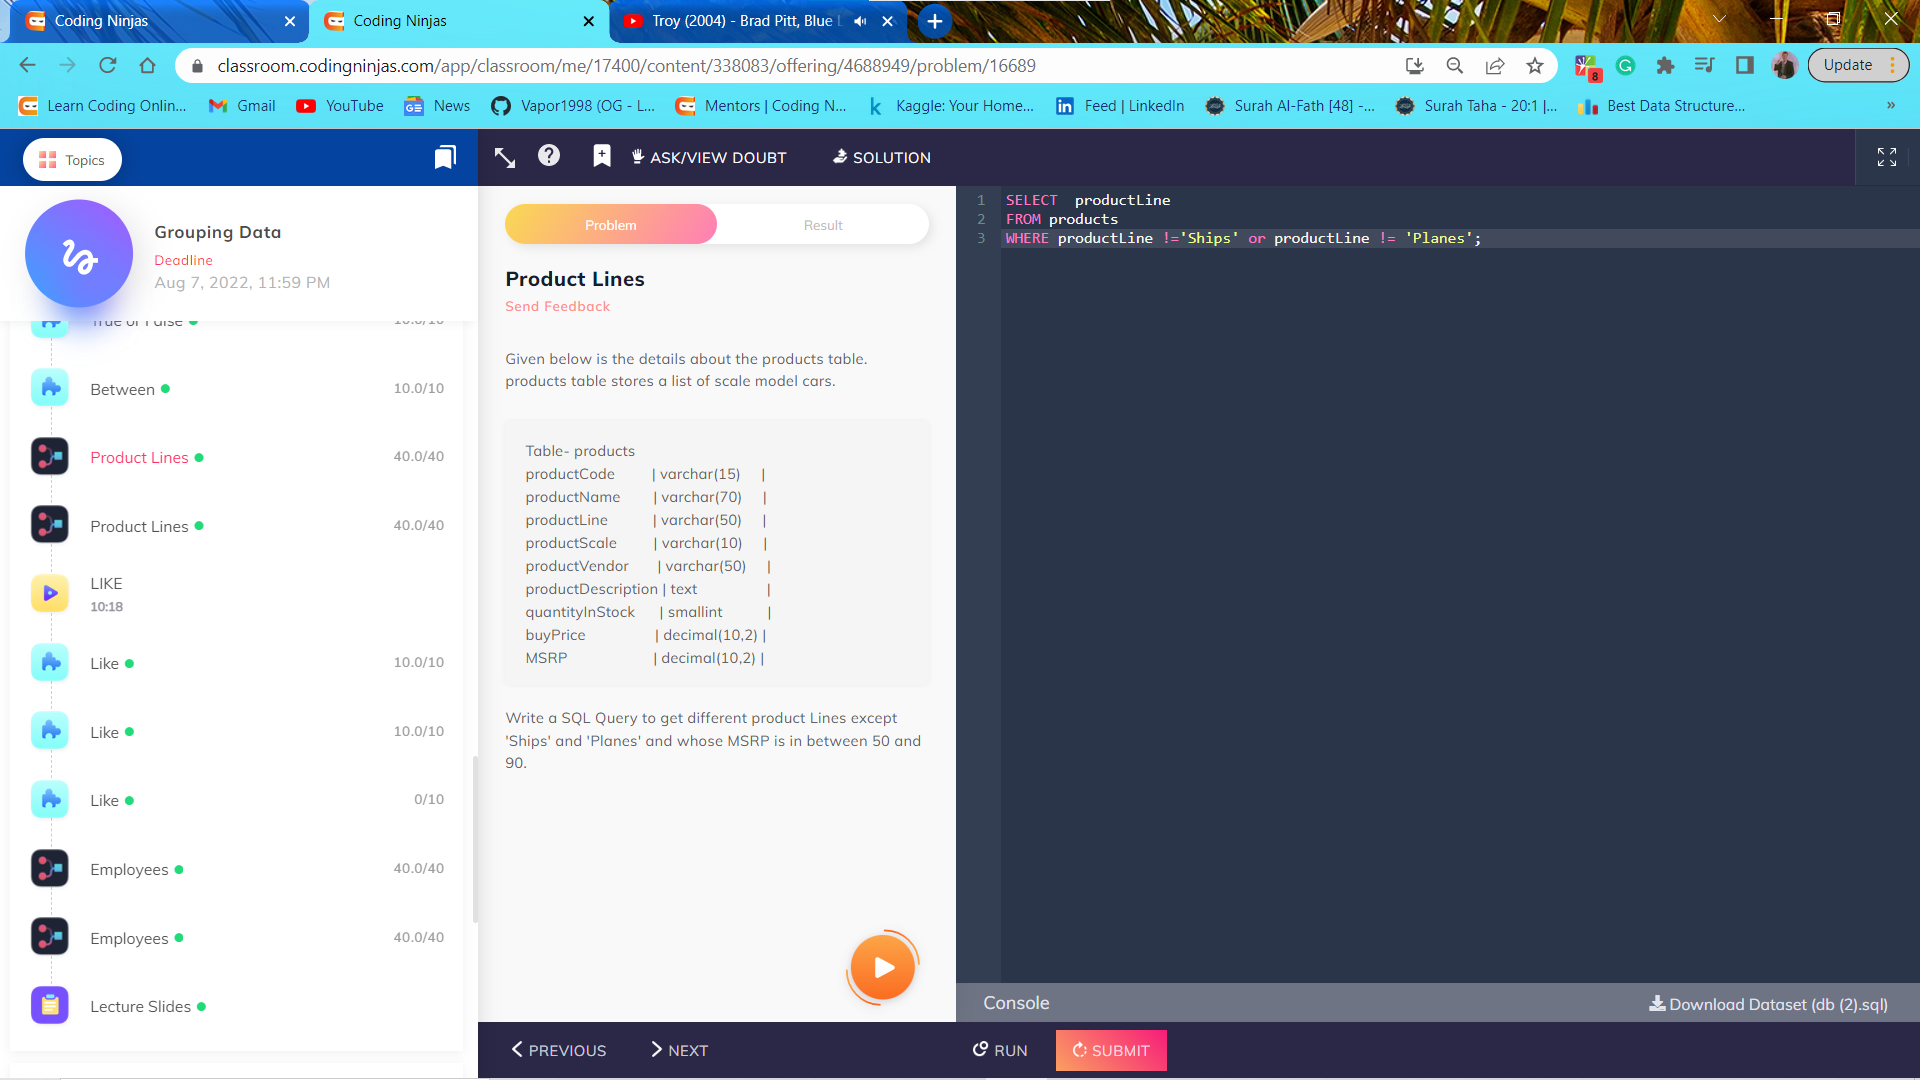 Coding Ninjas
Coding Ninjas
Troy (2004) - Brad Pitt, Blue
classroom.codingninjas.com/app/classroom/me/17400/content/338083/offering/4688949/problem/16689
8
Update
Learn Coding Onlin...
Gmail
YouTube
News
Vapor1998 (OG - L...
Mentors | Coding N...
Kaggle: Your Home...
Feed | LinkedIn
Surah Al-Fath [48] -...
Surah Taha - 20:1 |...
Best Data Structure...
»
Topics
ASK/VIEW DOUBT
SOLUTION
Grouping Data
Deadline
Aug 7, 2022, 11:59 PM
True or False
10.0/10
Between
10.0/10
Product Lines
40.0/40
Product Lines
40.0/40
LIKE
10:18
Like
10.0/10
Like
10.0/10
Like
0/10
Employees
40.0/40
Employees
40.0/40
Lecture Slides
Problem
Result
Product Lines
Send Feedback
Given below is the details about the products table.
products table stores a list of scale model cars.
Table- products
productCode | varchar(15) |
productName | varchar(70) |
productLine | varchar(50) |
productScale | varchar(10) |
productVendor | varchar(50) |
productDescription | text |
quantityInStock | smallint |
buyPrice | decimal(10,2) |
MSRP | decimal(10,2) |
Write a SQL Query to get different product Lines except
'Ships' and 'Planes' and whose MSRP is in between 50 and
90.
1 SELECT productLine
2 FROM products
3 WHERE productLine !='Ships' or productLine != 'Planes';
Console
Download Dataset (db (2).sql)
PREVIOUS
NEXT
RUN
SUBMIT